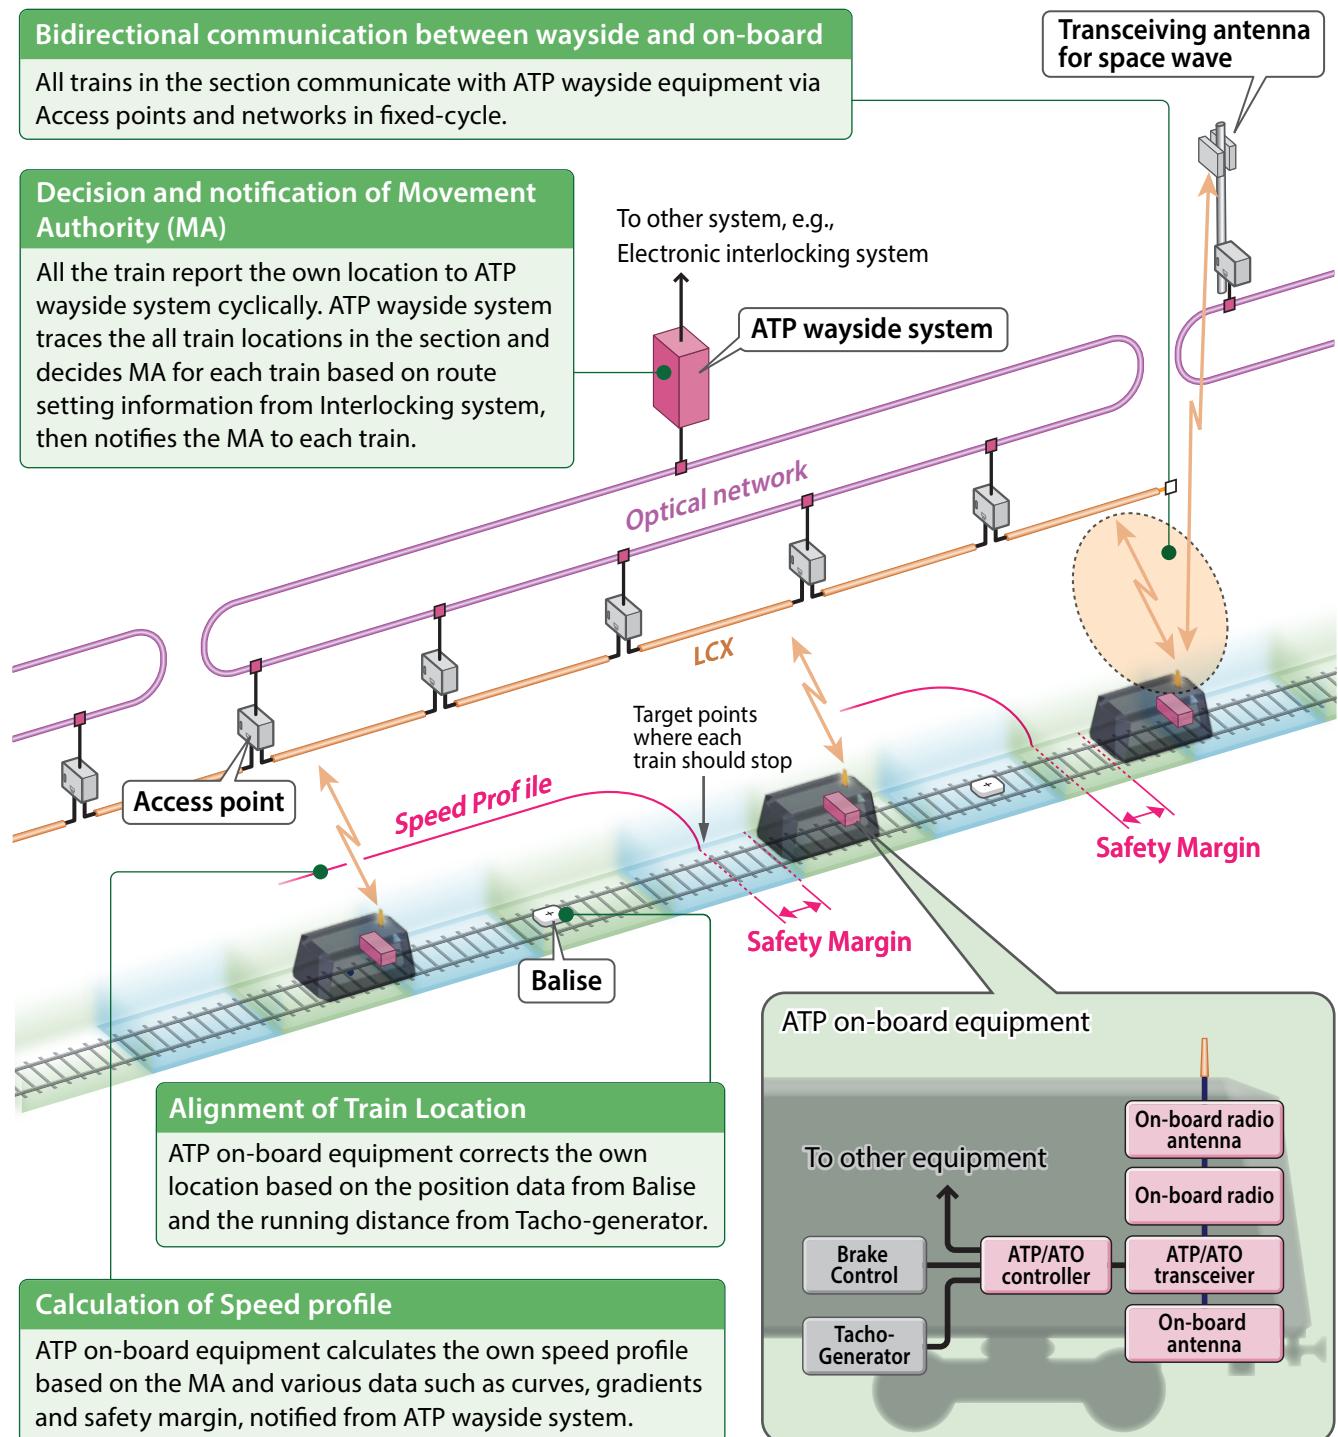 Bidirectional communication between wayside and on-board
All trains in the section communicate with ATP wayside equipment via
Access points and networks in fixed-cycle.
Transceiving antenna
for space wave
Decision and notification of Movement
Authority (MA)
All the train report the own location to ATP
wayside system cyclically. ATP wayside system
traces the all train locations in the section and
decides MA for each train based on route
setting information from Interlocking system,
then notifies the MA to each train.
To other system, e.g.,
Electronic interlocking system
ATP wayside system
Optical network
LCX
Target points
where each
train should stop
Access point
Speed Profile
Safety Margin
Safety Margin
Balise
ATP on-board equipment
Alignment of Train Location
ATP on-board equipment corrects the own
location based on the position data from Balise
and the running distance from Tacho-generator.
To other equipment
On-board radio
antenna
On-board radio
Brake
Control
ATP/ATO
controller
ATP/ATO
transceiver
Tacho-
Generator
On-board
antenna
Calculation of Speed profile
ATP on-board equipment calculates the own speed profile
based on the MA and various data such as curves, gradients
and safety margin, notified from ATP wayside system.